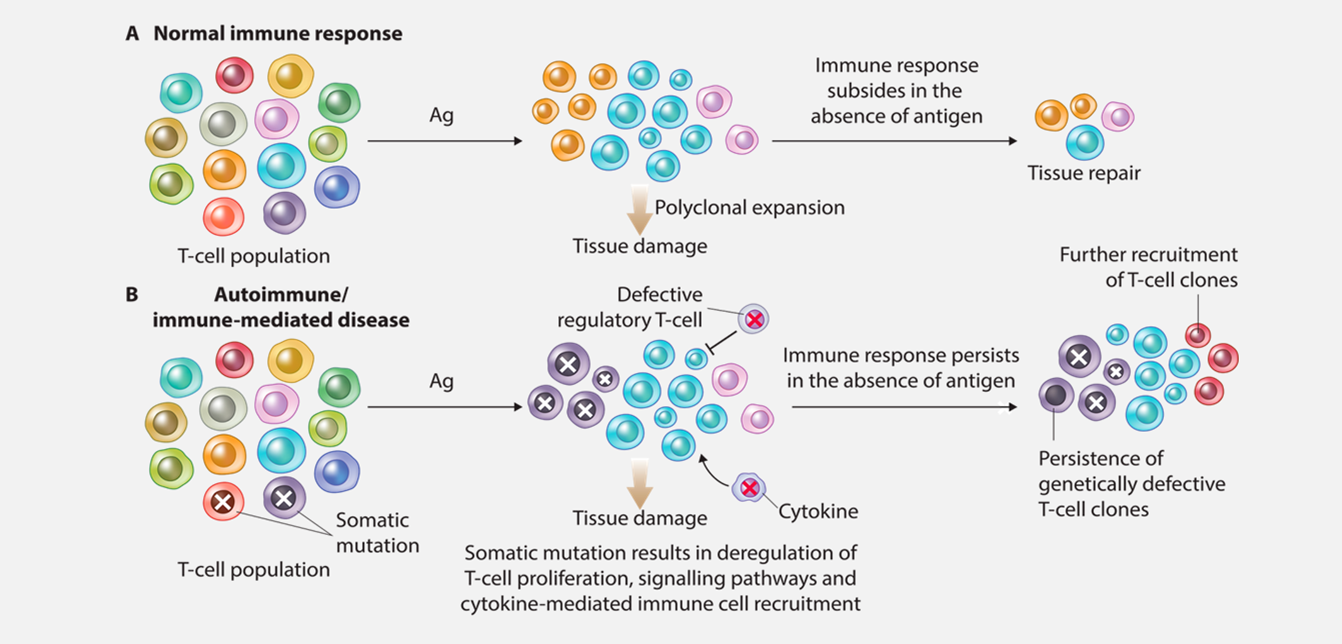 A Normal immune response
Ag
Immune response
subsides in the
absence of antigen
Tissue repair
Polyclonal expansion
Tissue damage
T-cell population
B Autoimmune/
immune-mediated disease
Defective
regulatory T-cell
Further recruitment
of T-cell clones
Ag
Immune response persists
in the absence of antigen
Persistence of
genetically defective
T-cell clones
Cytokine
Tissue damage
Somatic
mutation
T-cell population
Somatic mutation results in deregulation of
T-cell proliferation, signalling pathways and
cytokine-mediated immune cell recruitment